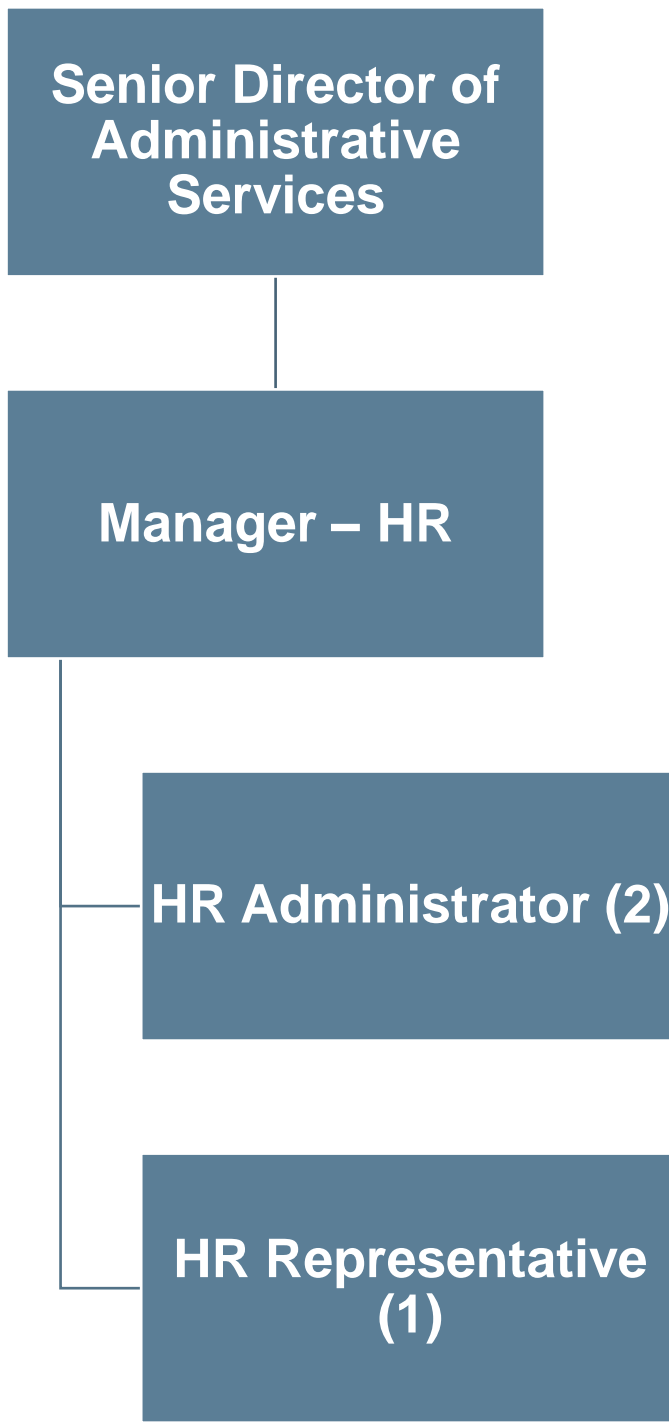 Senior Director of
Administrative
Services
Manager – HR
HR Administrator (2)
HR Representative
(1)